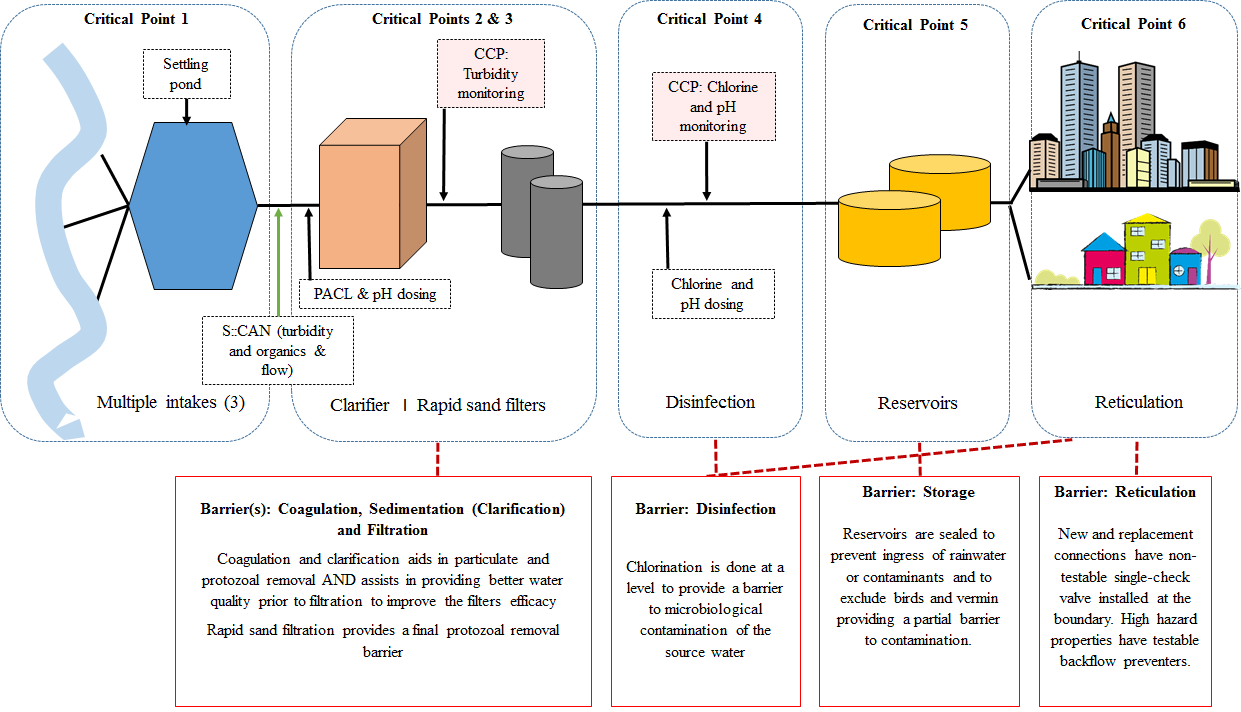 Critical Point 1
Critical Points 2 & 3
Critical Point 4
Critical Point 5
Critical Point 6
Settling
pond
CCP:
Turbidity
monitoring
CCP: Chlorine
and pH
monitoring
PACL & pH dosing
Chlorine and
pH dosing
S::CAN (turbidity
and organics &
flow)
Multiple intakes (3)
Clarifier | Rapid sand filters
Disinfection
Reservoirs
Reticulation
Barrier(s): Coagulation, Sedimentation (Clarification)
and Filtration
Coagulation and clarification aids in particulate and
protozoal removal AND assists in providing better water
quality prior to filtration to improve the filters efficacy
Rapid sand filtration provides a final protozoal removal
barrier
Barrier: Disinfection
Chlorination is done at a
level to provide a barrier
to microbiological
contamination of the
source water
Barrier: Storage
Reservoirs are sealed to
prevent ingress of rainwater
or contaminants and to
exclude birds and vermin
providing a partial barrier
to contamination.
Barrier: Reticulation
New and replacement
connections have non-
testable single-check
valve installed at the
boundary. High hazard
properties have testable
backflow preventers.